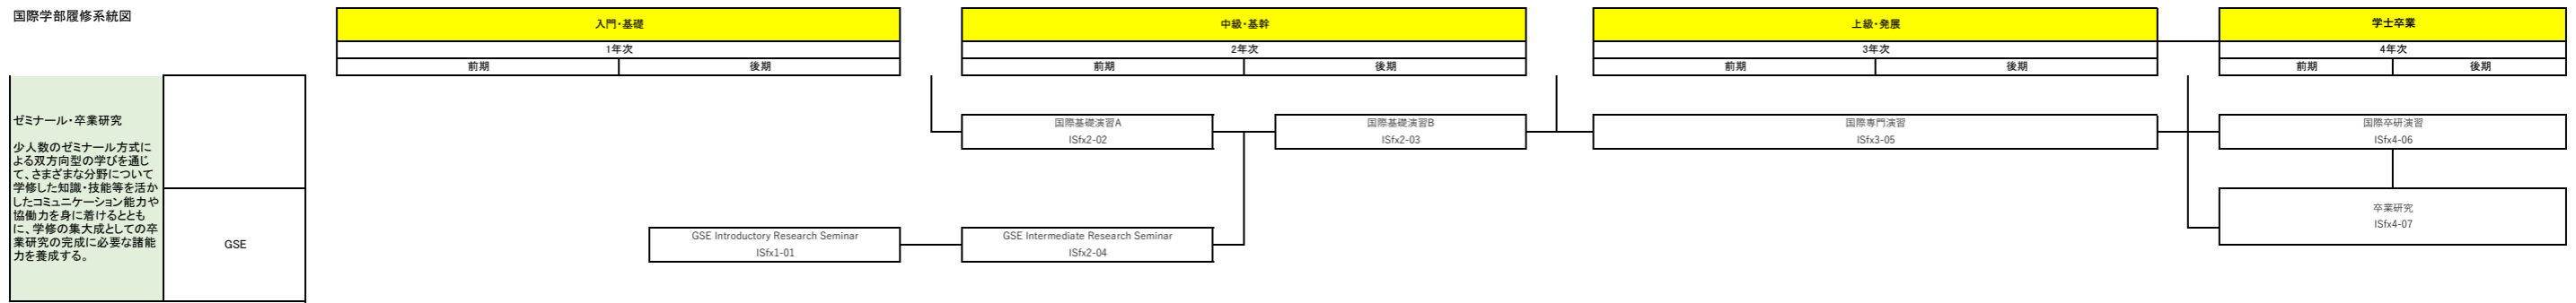 国際学部履修系統図
入門・基礎
中級・基幹
上級・発展
学士卒業
1年次
2年次
3年次
4年次
前期
後期
前期
後期
前期
後期
前期
後期
ゼミナール・卒業研究
少人数のゼミナール方式に
よる双方向型の学びを通じ
て、さまざまな分野について
学修した知識・技能等を活か
したコミュニケーション能力や
協働力を身に着けるととも
に、学修の集大成としての卒
業研究の完成に必要な諸能
力を養成する。
国際基礎演習A
ISfx2-02
国際基礎演習B
ISfx2-03
国際専門演習
ISfx3-05
国際卒研演習
ISfx4-06
卒業研究
ISfx4-07
GSE
GSE Introductory Research Seminar
ISfx1-01
GSE Intermediate Research Seminar
ISfx2-04